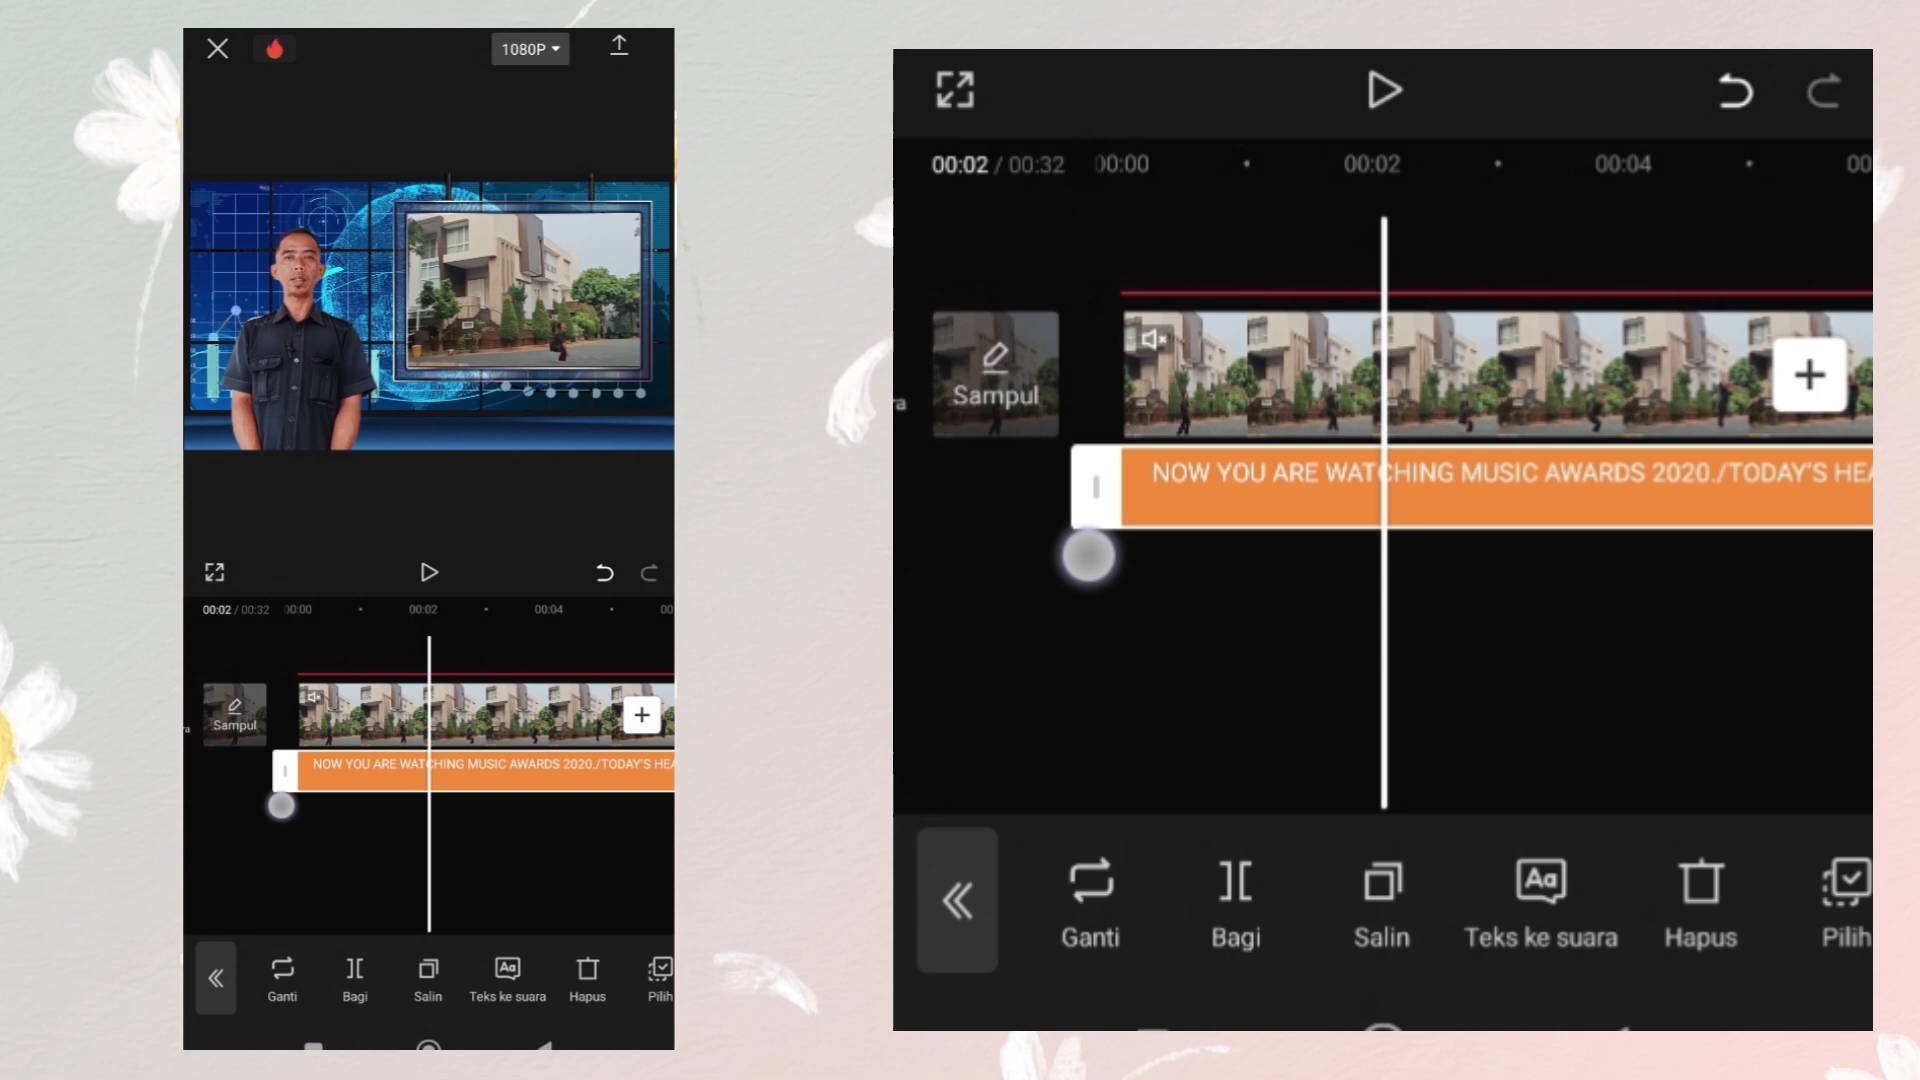 1080P
00:02 / 00:32 00:00 00:02 00:04 00
Sampul
ra
NOW YOU ARE WATCHING MUSIC AWARDS 2020./TODAY'S HEA
Ganti Bagi Salin Teks ke suara Hapus Pilih
00:02 / 00:32 00:00 00:02 00:04 00
Sampul
ra
NOW YOU ARE WATCHING MUSIC AWARDS 2020./TODAY'S HEA
Aa
Ganti Bagi Salin Teks ke suara Hapus Pilih